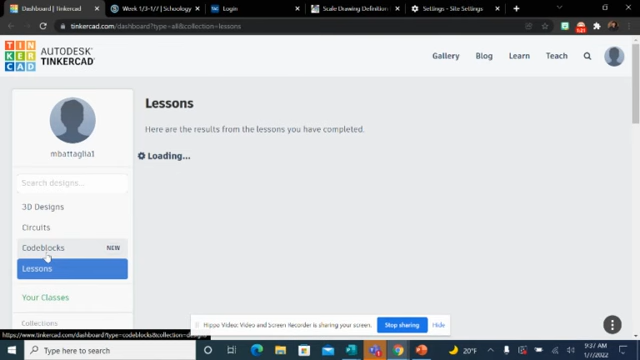 Dashboard | Tinkercad
Week 1/3-1/7 | Schoology
Login
Scale Drawing Definition
Settings - Site Settings
tinkercad.com/dashboard?type=all&collection=lessons
TIN
KER
CAD
AUTODESK
TINKERCAD
Gallery
Blog
Learn
Teach
mbattaglia1
Search designs...
3D Designs
Circuits
Codeblocks
NEW
Lessons
Your Classes
Collections
Lessons
Here are the results from the lessons you have completed.
Loading...
Hippo Video: Video and Screen Recorder is sharing your screen.
Stop sharing
Hide
https://www.tinkercad.com/dashboard?type=codeblocks&collection=designs
Type here to search
20°F
9:37 AM
1/7/2022